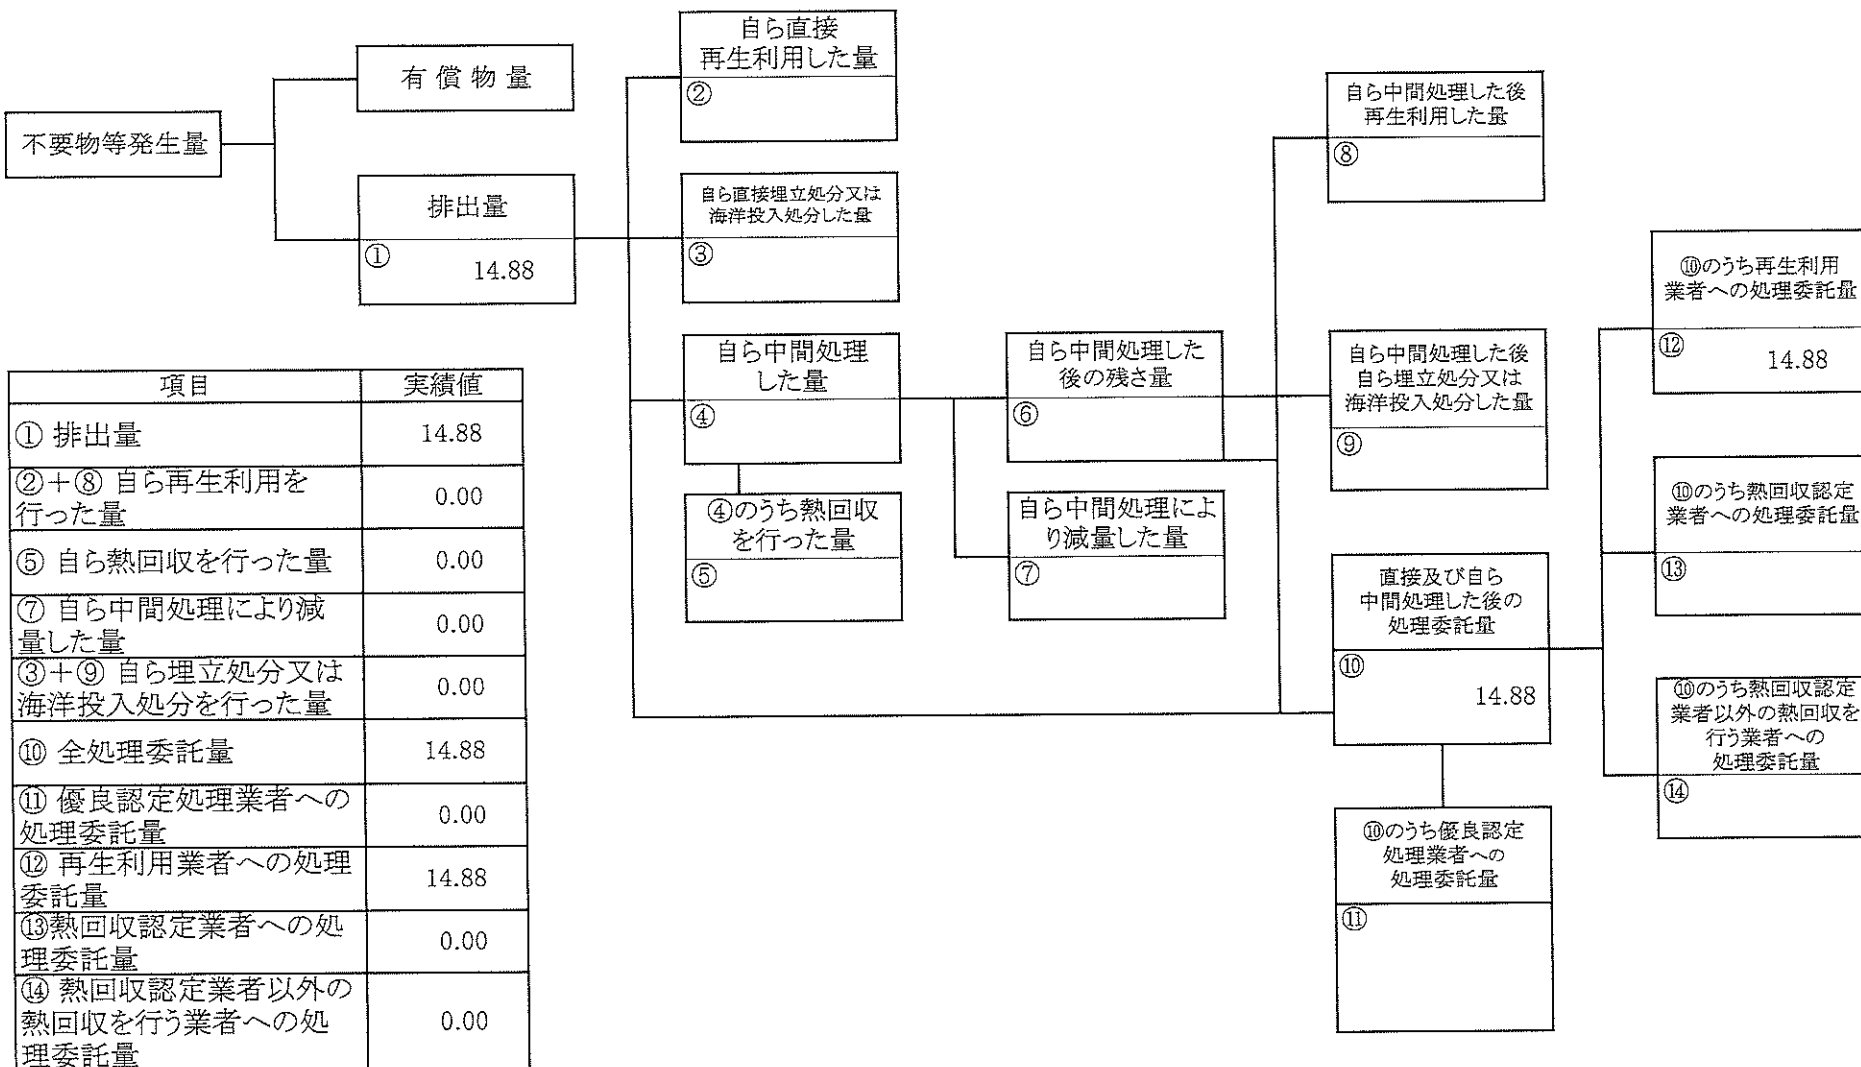 不要物等発生量
有償物量
排出量
①
14.88
自ら直接
再生利用した量
②
自ら直接埋立処分又は
海洋投入処分した量
③
自ら中間処理
した量
④
④のうち熱回収
を行った量
⑤
自ら中間処理した
後の残さ量
⑥
自ら中間処理によ
り減量した量
⑦
自ら中間処理した後
再生利用した量
⑧
自ら中間処理した後
自ら埋立処分又は
海洋投入処分した量
⑨
直接及び自ら
中間処理した後の
処理委託量
⑩
14.88
⑩のうち優良認定
処理業者への
処理委託量
⑪
⑩のうち再生利用
業者への処理委託量
⑫
14.88
⑩のうち熱回収認定
業者への処理委託量
⑬
⑩のうち熱回収認定
業者以外の熱回収を
行う業者への
処理委託量
⑭
項目 実績値
① 排出量 14.88
②+⑧ 自ら再生利用を
行った量 0.00
⑤ 自ら熱回収を行った量 0.00
⑦ 自ら中間処理により減
量した量 0.00
③+⑨ 自ら埋立処分又は
海洋投入処分を行った量 0.00
⑩ 全処理委託量 14.88
⑪ 優良認定処理業者への
処理委託量 0.00
⑫ 再生利用業者への処理
委託量 14.88
⑬熱回収認定業者への処
理委託量 0.00
⑭ 熱回収認定業者以外の
熱回収を行う業者への処
理委託量 0.00